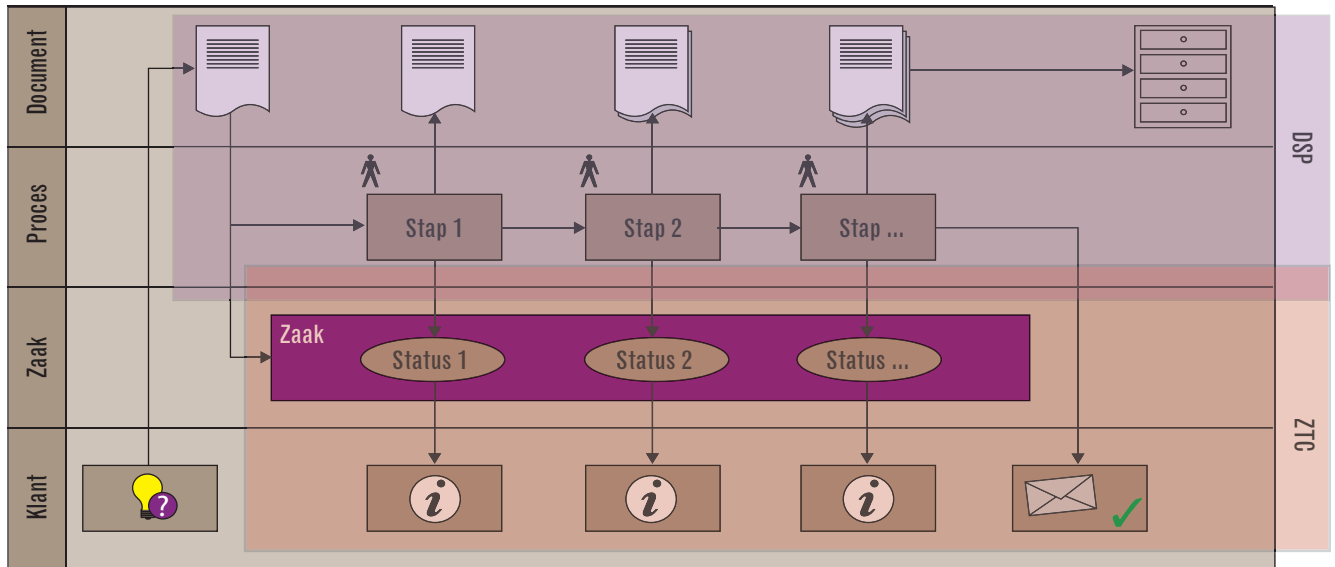 Document
DSP
Proces
Stap 1
Stap 2
Stap ...
Zaak
Zaak
Status 1
Status 2
Status ...
ZTC
Klant
?
i
i
i